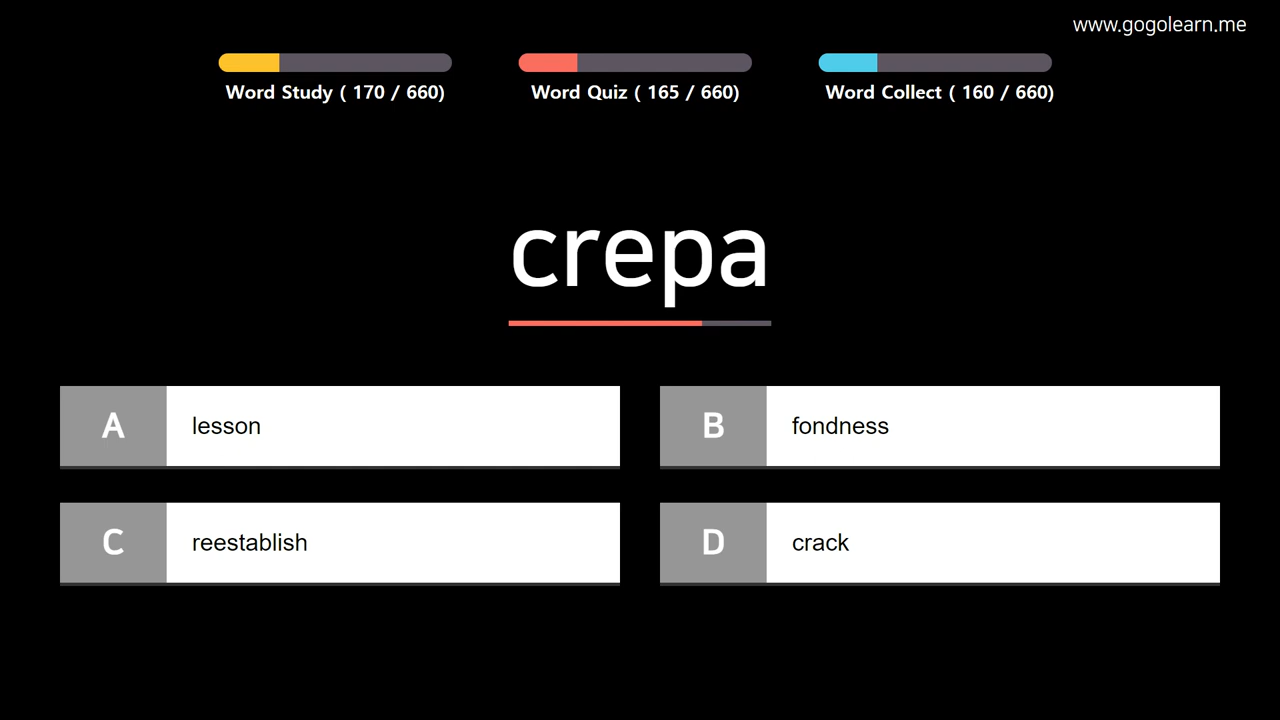 www.gogolearn.me
Word Study ( 170 / 660)
Word Quiz ( 165 / 660)
Word Collect ( 160 / 660)
crepa
A lesson
B fondness
C reestablish
D crack